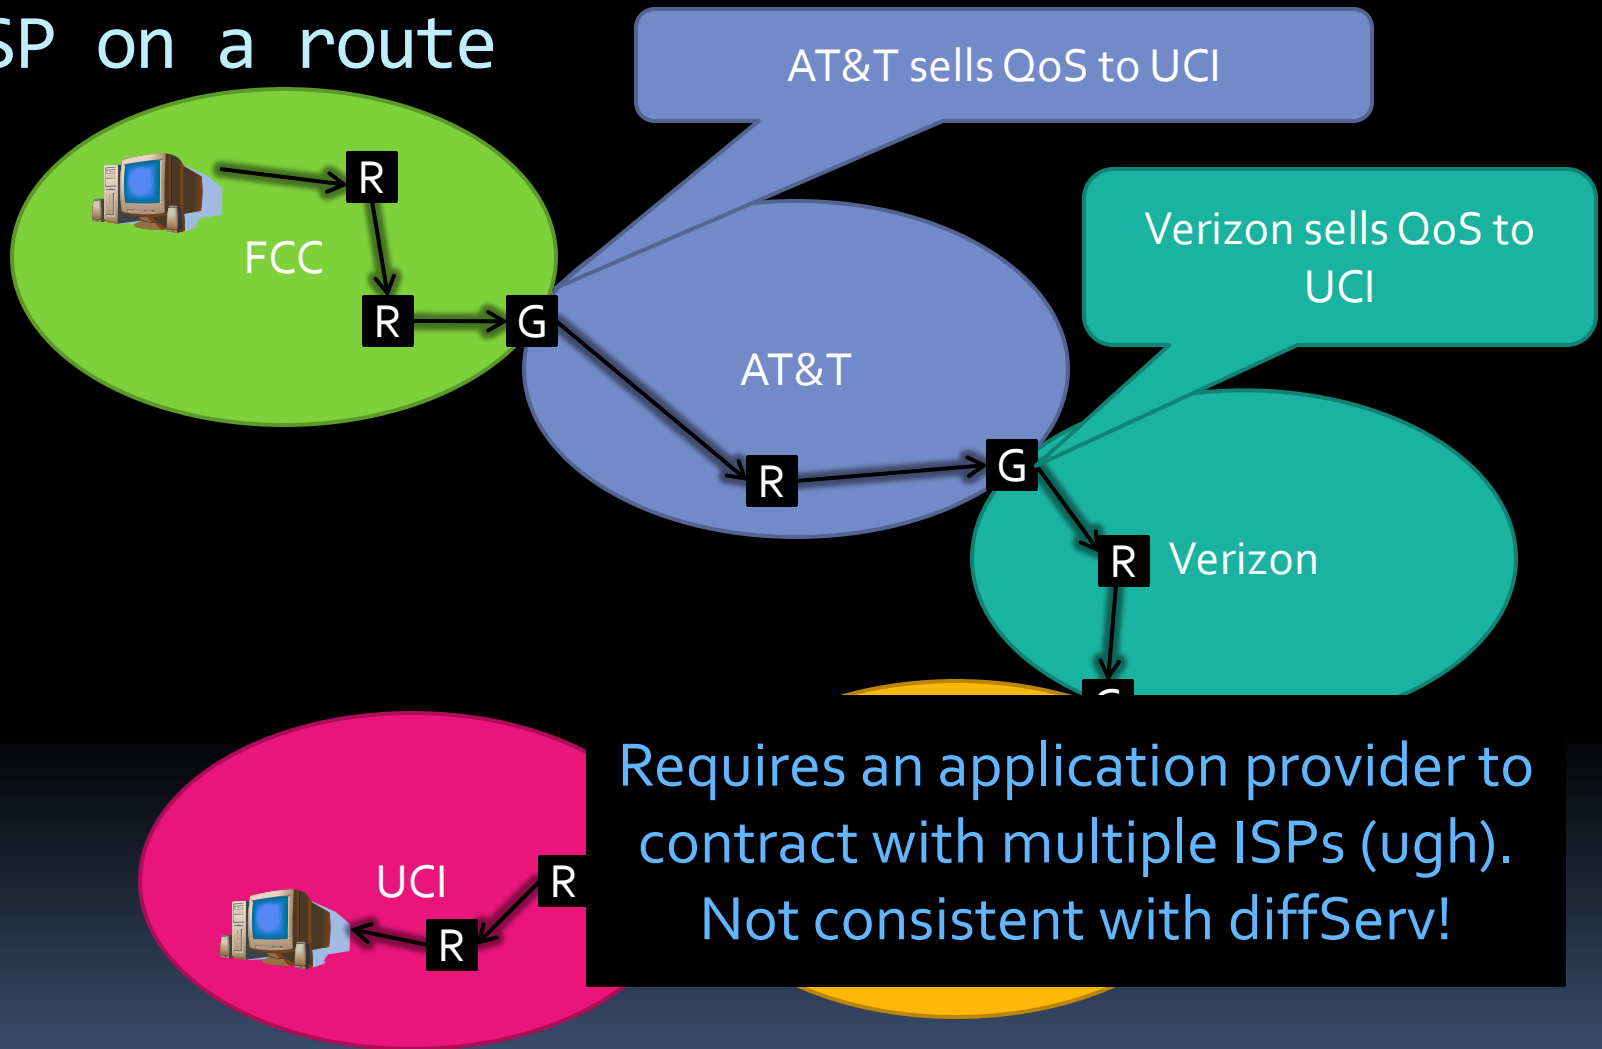 on a route
AT&T sells QoS to UCI
R
Verizon sells QoS to
UCI
FCC
R
G
AT&T
G
R
R
Verizon
Requires an application provider to
contract with multiple ISPs (ugh).
Not consistent with diffServ!
UCI
R
R